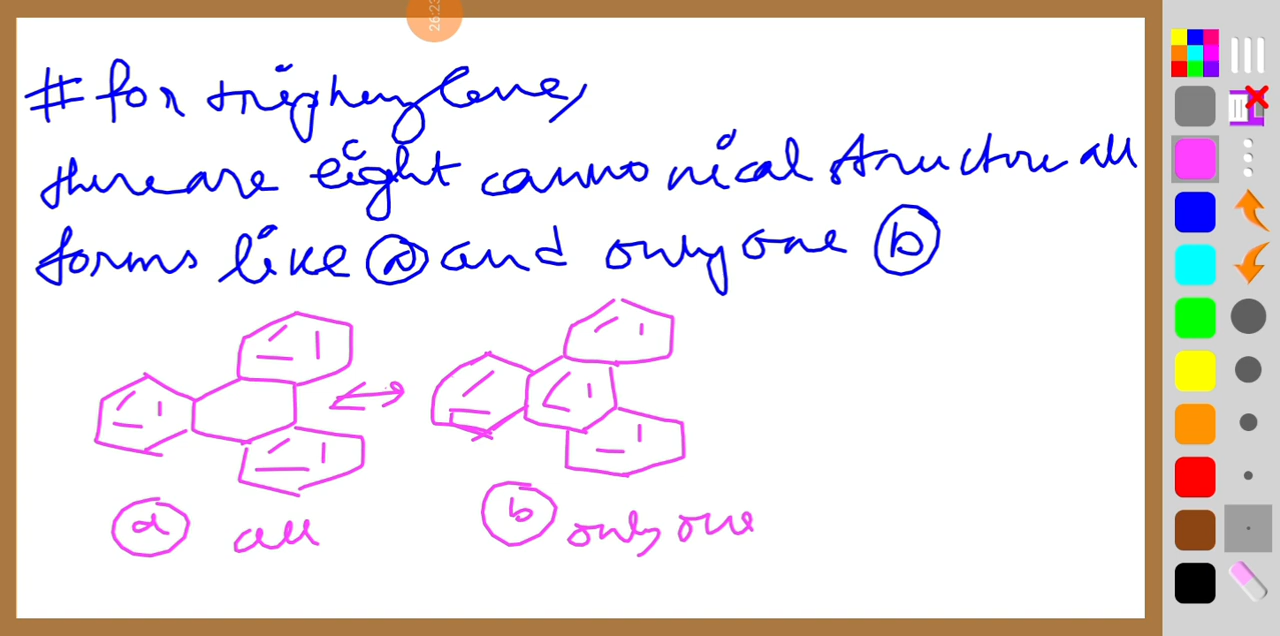 # for triphenylene,
there are eight cannonical structure all
forms like ⓐ and only one ⓑ
ⓐ all ⓑ only one